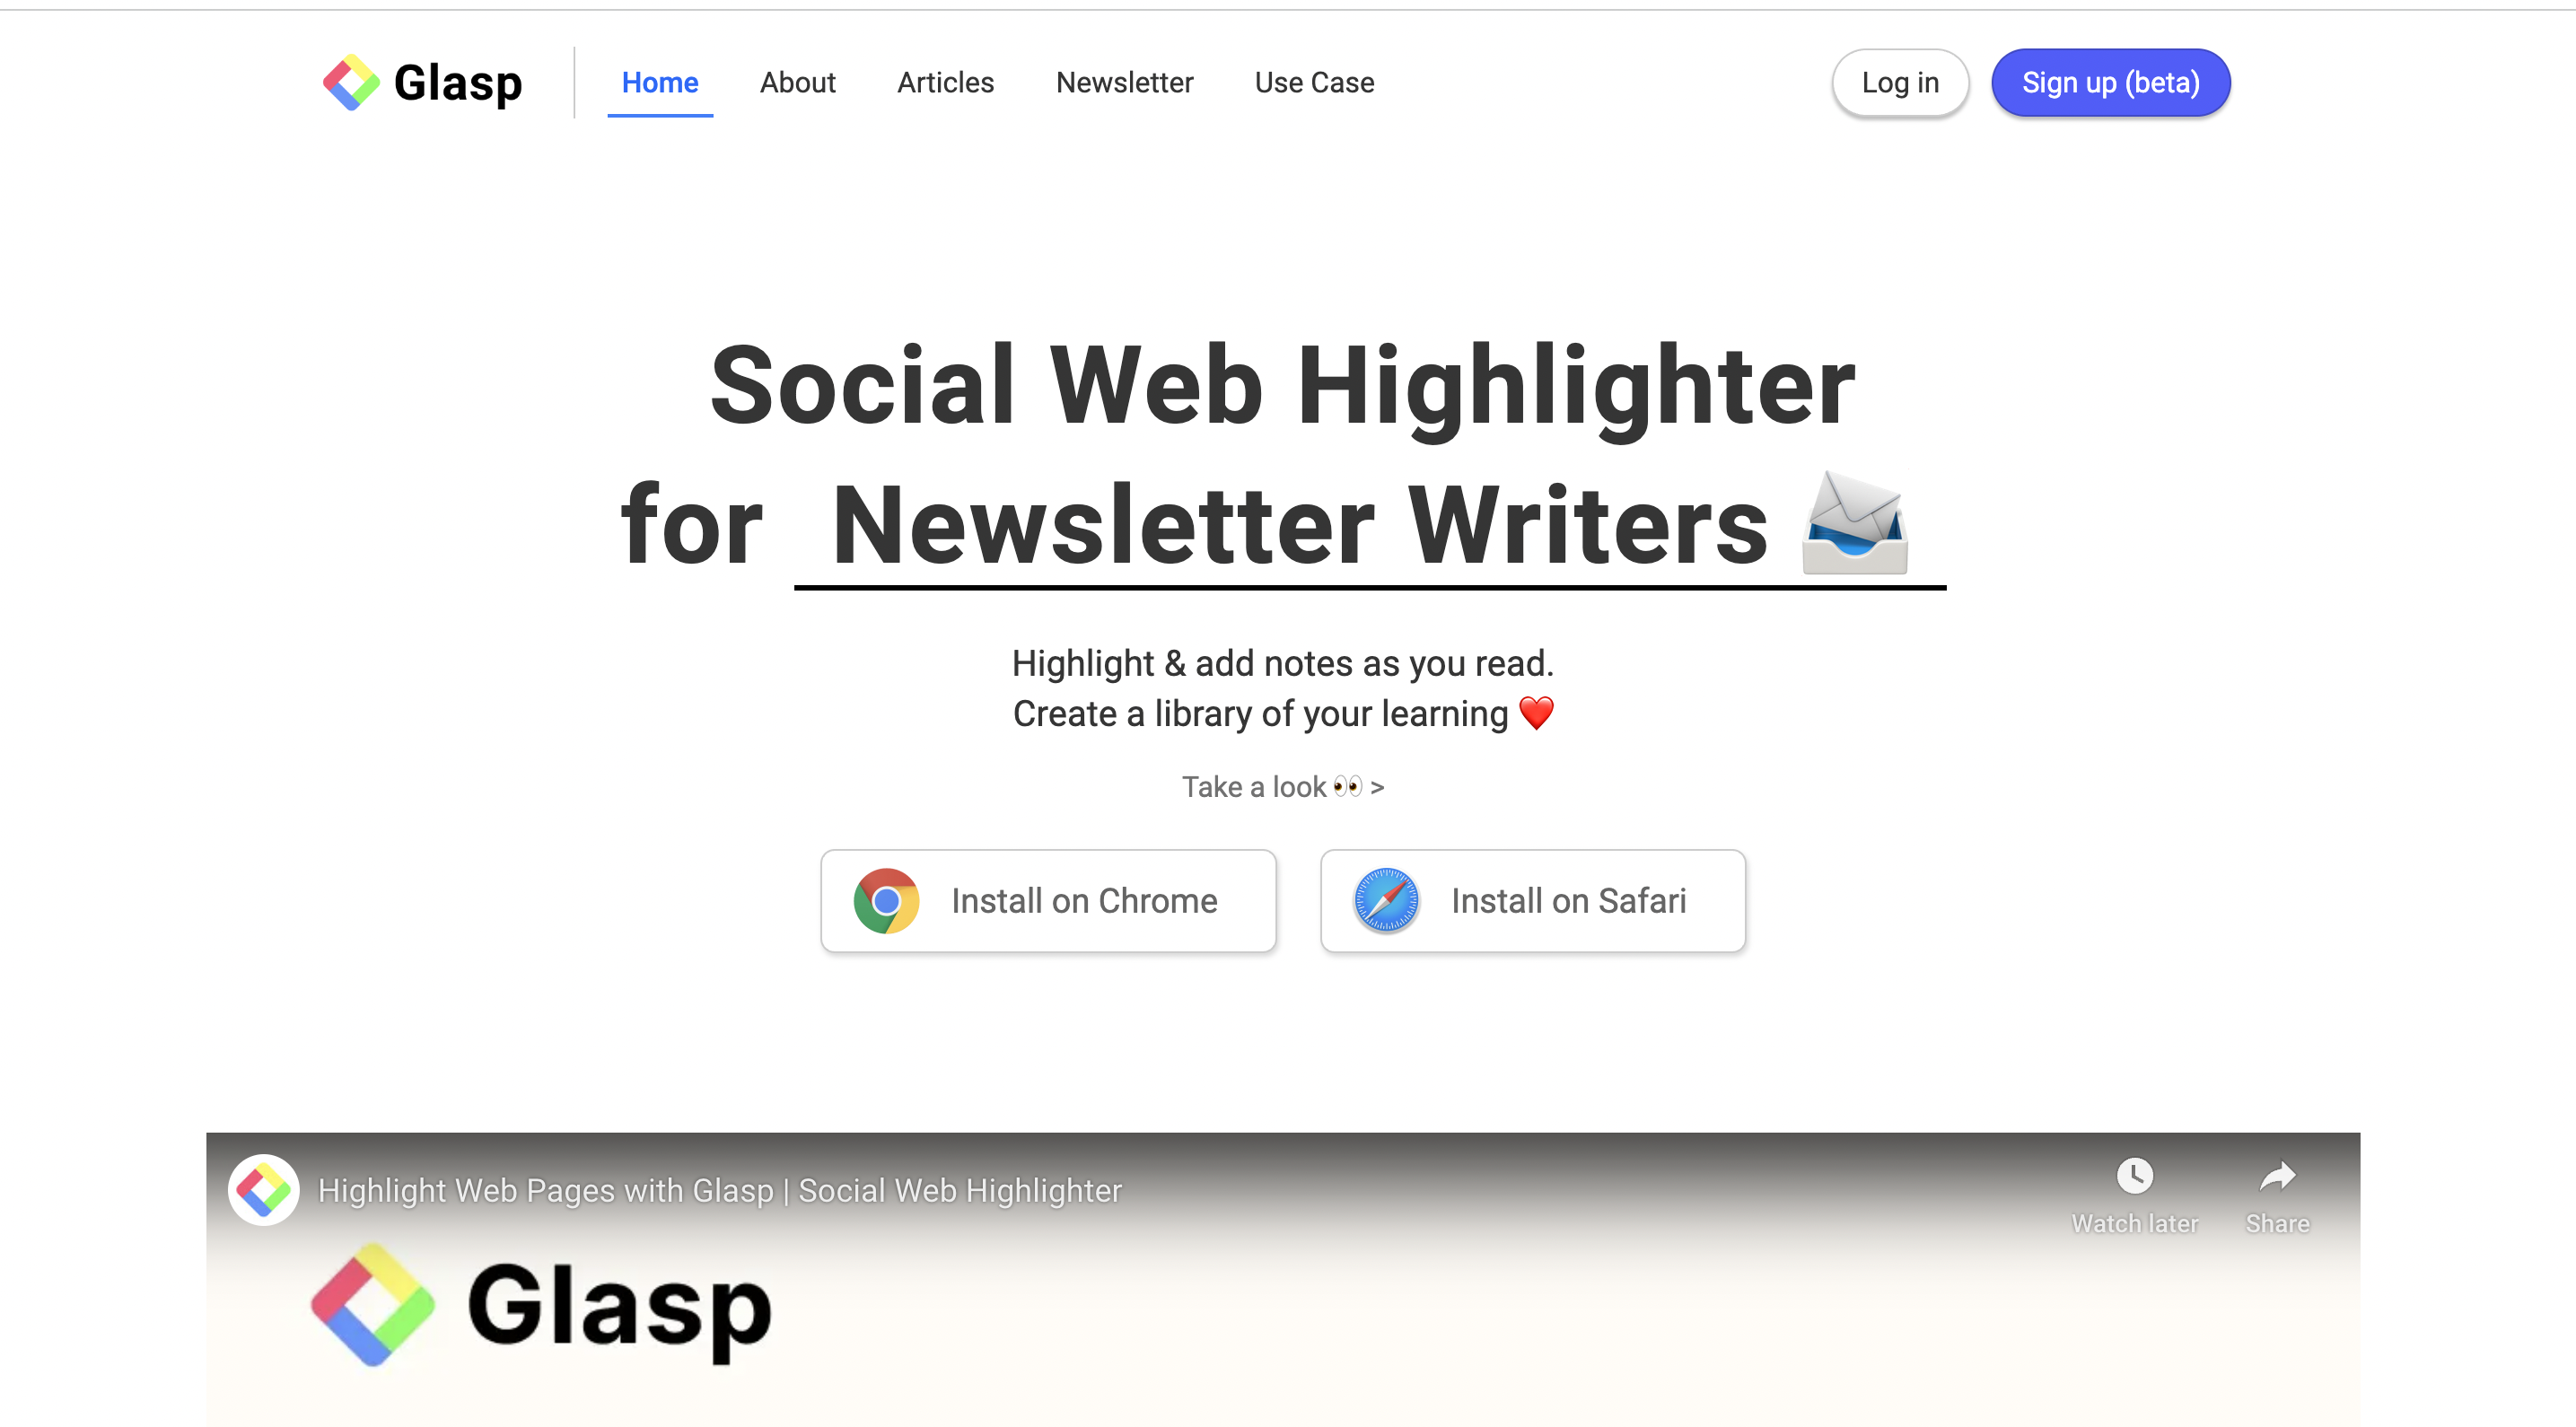 Glasp
Home About Articles Newsletter Use Case
Log in Sign up (beta)
Social Web Highlighter
for Newsletter Writers 📨
Highlight & add notes as you read.
Create a library of your learning ❤️
Take a look 👀 >
Install on Chrome
Install on Safari
Highlight Web Pages with Glasp | Social Web Highlighter
Watch later
Share
Glasp